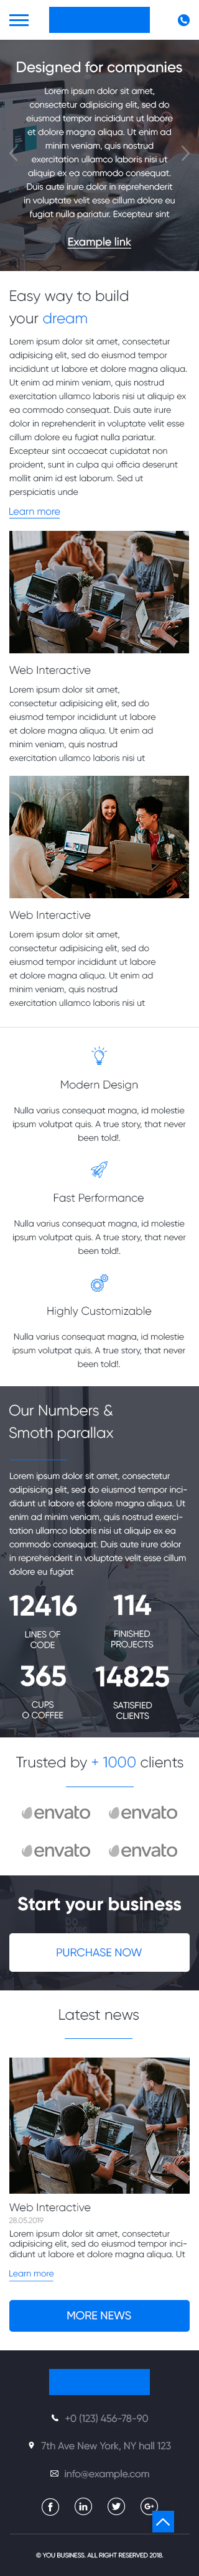 Designed for companies
Lorem ipsum dolor sit amet,
consectetur adipisicing elit, sed do
eiusmod tempor incididunt ut labore
et dolore magna aliqua. Ut enim ad
minim veniam, quis nostrud
exercitation ullamco laboris nisi ut
aliquip ex ea commodo consequat.
Duis aute irure dolor in reprehenderit
in voluptate velit esse cillum dolore eu
fugiat nulla pariatur. Excepteur sint
Example link
Easy way to build
your dream
Lorem ipsum dolor sit amet, consectetur
adipisicing elit, sed do eiusmod tempor
incididunt ut labore et dolore magna aliqua.
Ut enim ad minim veniam, quis nostrud
exercitation ullamco laboris nisi ut aliquip ex
ea commodo consequat. Duis aute irure
dolor in reprehenderit in voluptate velit esse
cillum dolore eu fugiat nulla pariatur.
Excepteur sint occaecat cupidatat non
proident, sunt in culpa qui officia deserunt
mollit anim id est laborum. Sed ut
perspiciatis unde
Learn more
Web Interactive
Lorem ipsum dolor sit amet,
consectetur adipisicing elit, sed do
eiusmod tempor incididunt ut labore
et dolore magna aliqua. Ut enim ad
minim veniam, quis nostrud
exercitation ullamco laboris nisi ut
Web Interactive
Lorem ipsum dolor sit amet,
consectetur adipisicing elit, sed do
eiusmod tempor incididunt ut labore
et dolore magna aliqua. Ut enim ad
minim veniam, quis nostrud
exercitation ullamco laboris nisi ut
Modern Design
Nulla varius consequat magna, id molestie
ipsum volutpat quis. A true story, that never
been told!.
Fast Performance
Nulla varius consequat magna, id molestie
ipsum volutpat quis. A true story, that never
been told!.
Highly Customizable
Nulla varius consequat magna, id molestie
ipsum volutpat quis. A true story, that never
been told!.
Our Numbers &
Smoth parallax
Lorem ipsum dolor sit amet, consectetur
adipisicing elit, sed do eiusmod tempor inci-
didunt ut labore et dolore magna aliqua. Ut
enim ad minim veniam, quis nostrud exerci-
tation ullamco laboris nisi ut aliquip ex ea
commodo consequat. Duis aute irure dolor
in reprehenderit in voluptate velit esse cillum
dolore eu fugiat
12416 114
LINES OF FINISHED
CODE PROJECTS
365 14825
CUPS SATISFIED
O COFFEE CLIENTS
Trusted by + 1000 clients
envato envato
envato envato
Start your business
PURCHASE NOW
Latest news
Web Interactive
28.05.2019
Lorem ipsum dolor sit amet, consectetur
adipisicing elit, sed do eiusmod tempor inci-
didunt ut labore et dolore magna aliqua. Ut
Learn more
MORE NEWS
+0 (123) 456-78-90
7th Ave New York, NY hall 123
info@example.com
© YOU BUSINESS. ALL RIGHT RESERVED 2018.